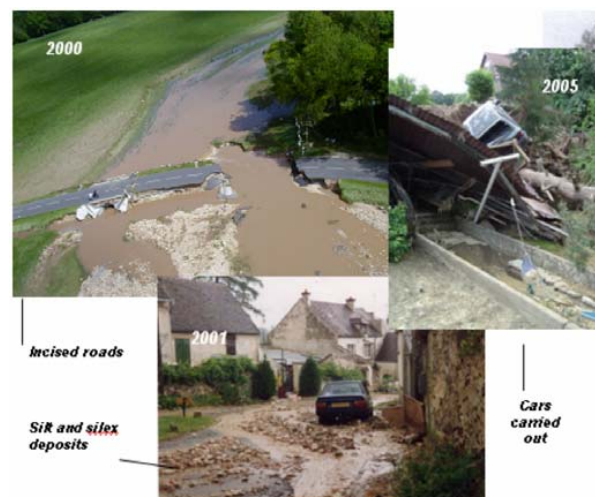 2000
2005
2001
Incised roads
Silt and silex
deposits
Cars
carried
out